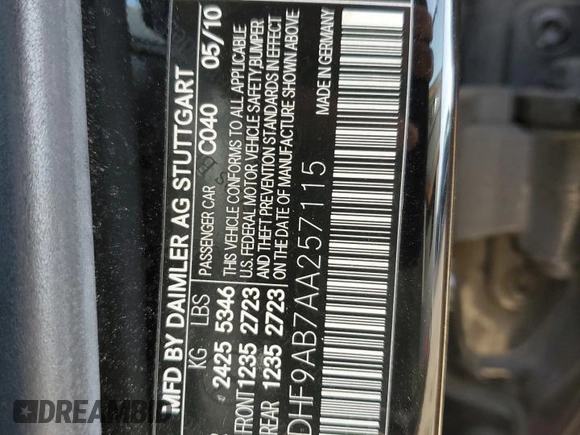 MFD BY DAIMLER AG STUTTGART
KG LBS PASSENGER CAR C040 05/10
2425 5346
FRONT 1235 2723
REAR 1235 2723
THIS VEHICLE CONFORMS TO ALL APPLICABLE
U.S. FEDERAL MOTOR VEHICLE SAFETY, BUMPER
AND THEFT PREVENTION STANDARDS IN EFFECT
ON THE DATE OF MANUFACTURE SHOWN ABOVE
MADE IN GERMANY
DHF9AB7AA257115
DREAMBID